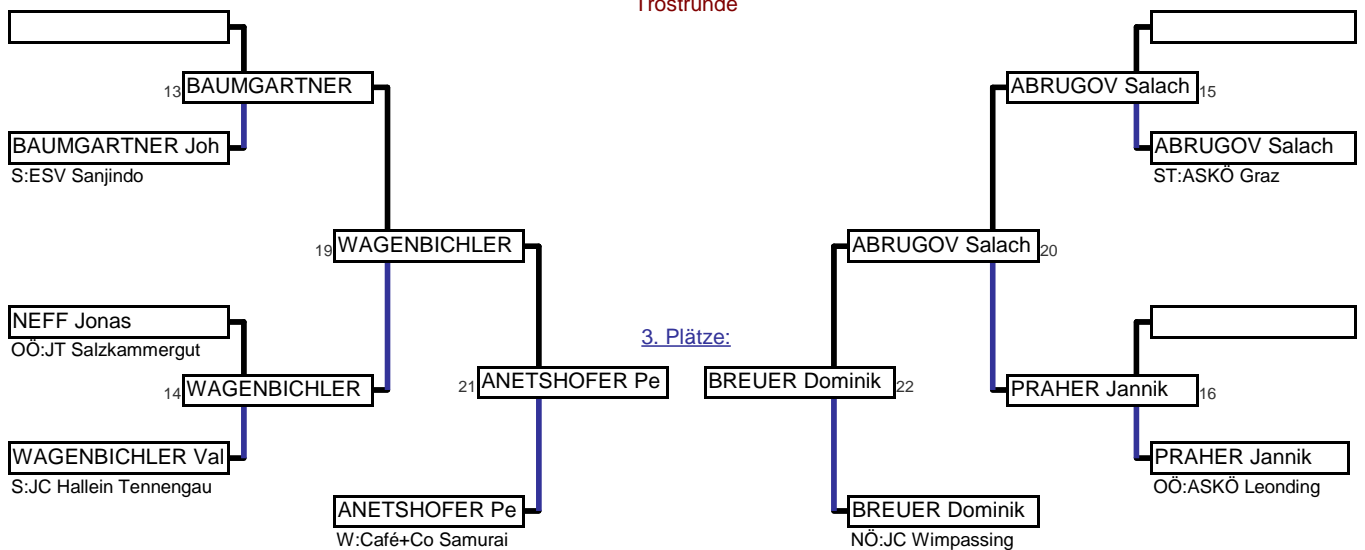 Trostrunde
13 BAUMGARTNER
BAUMGARTNER Joh
S:ESV Sanjindo
19 WAGENBICHLER
NEFF Jonas
OÖ:JT Salzkammergut
14 WAGENBICHLER
WAGENBICHLER Val
S:JC Hallein Tennengau
21 ANETSHOFER Pe
ANETSHOFER Pe
W:Café+Co Samurai
3. Plätze:
ABRUGOV Salach 15
ABRUGOV Salach
ST:ASKÖ Graz
ABRUGOV Salach 20
BREUER Dominik 22
PRAHER Jannik 16
PRAHER Jannik
OÖ:ASKÖ Leonding
BREUER Dominik
NÖ:JC Wimpassing